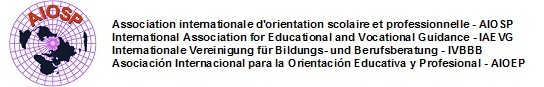 AIOSP
Association internationale d'orientation scolaire et professionnelle - AIOSP
International Association for Educational and Vocational Guidance - IAEVG
Internationale Vereinigung für Bildungs- und Berufsberatung - IVBBB
Asociación Internacional para la Orientación Educativa y Profesional - AIOEP